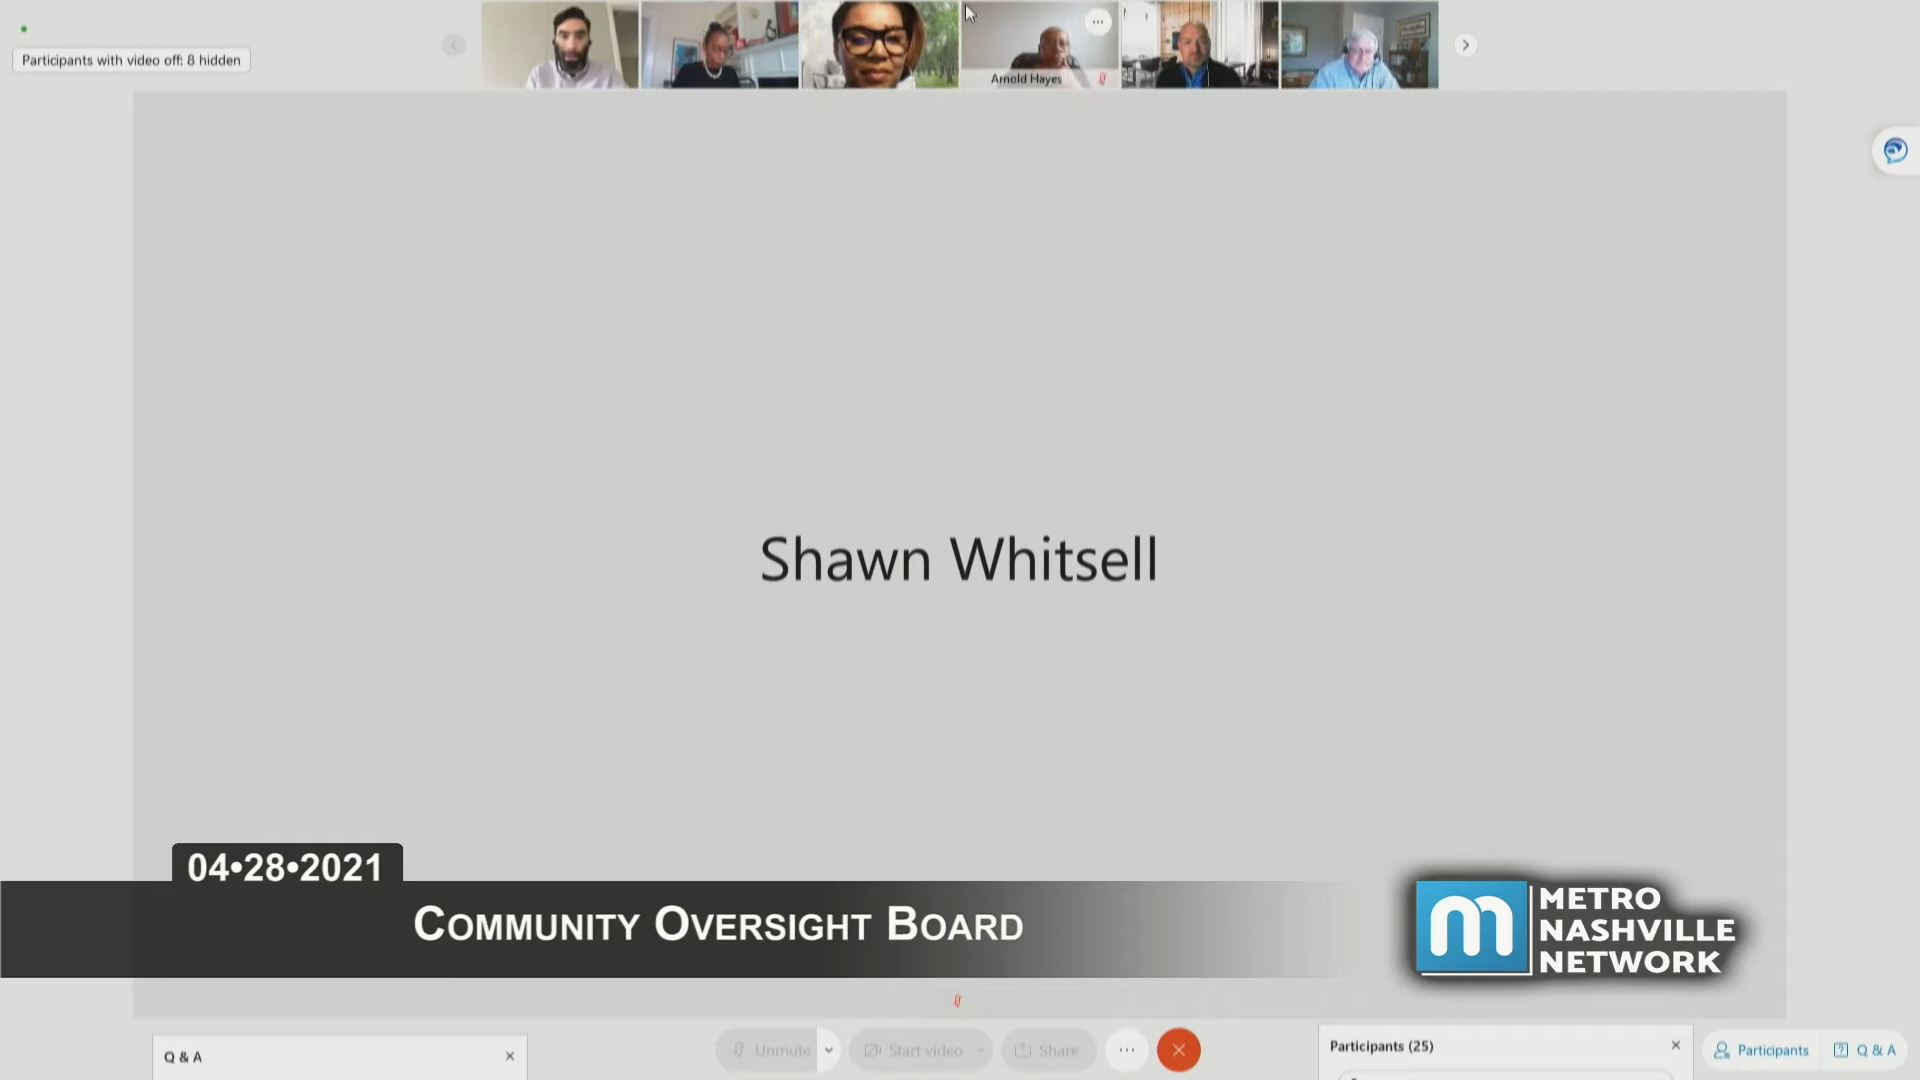 Participants with video off: 8 hidden
Arnold Hayes
Shawn Whitsell
04•28•2021
COMMUNITY OVERSIGHT BOARD
METRO
NASHVILLE
NETWORK
Q & A
Unmute
Start video
Share
Participants (25)
Participants
Q & A